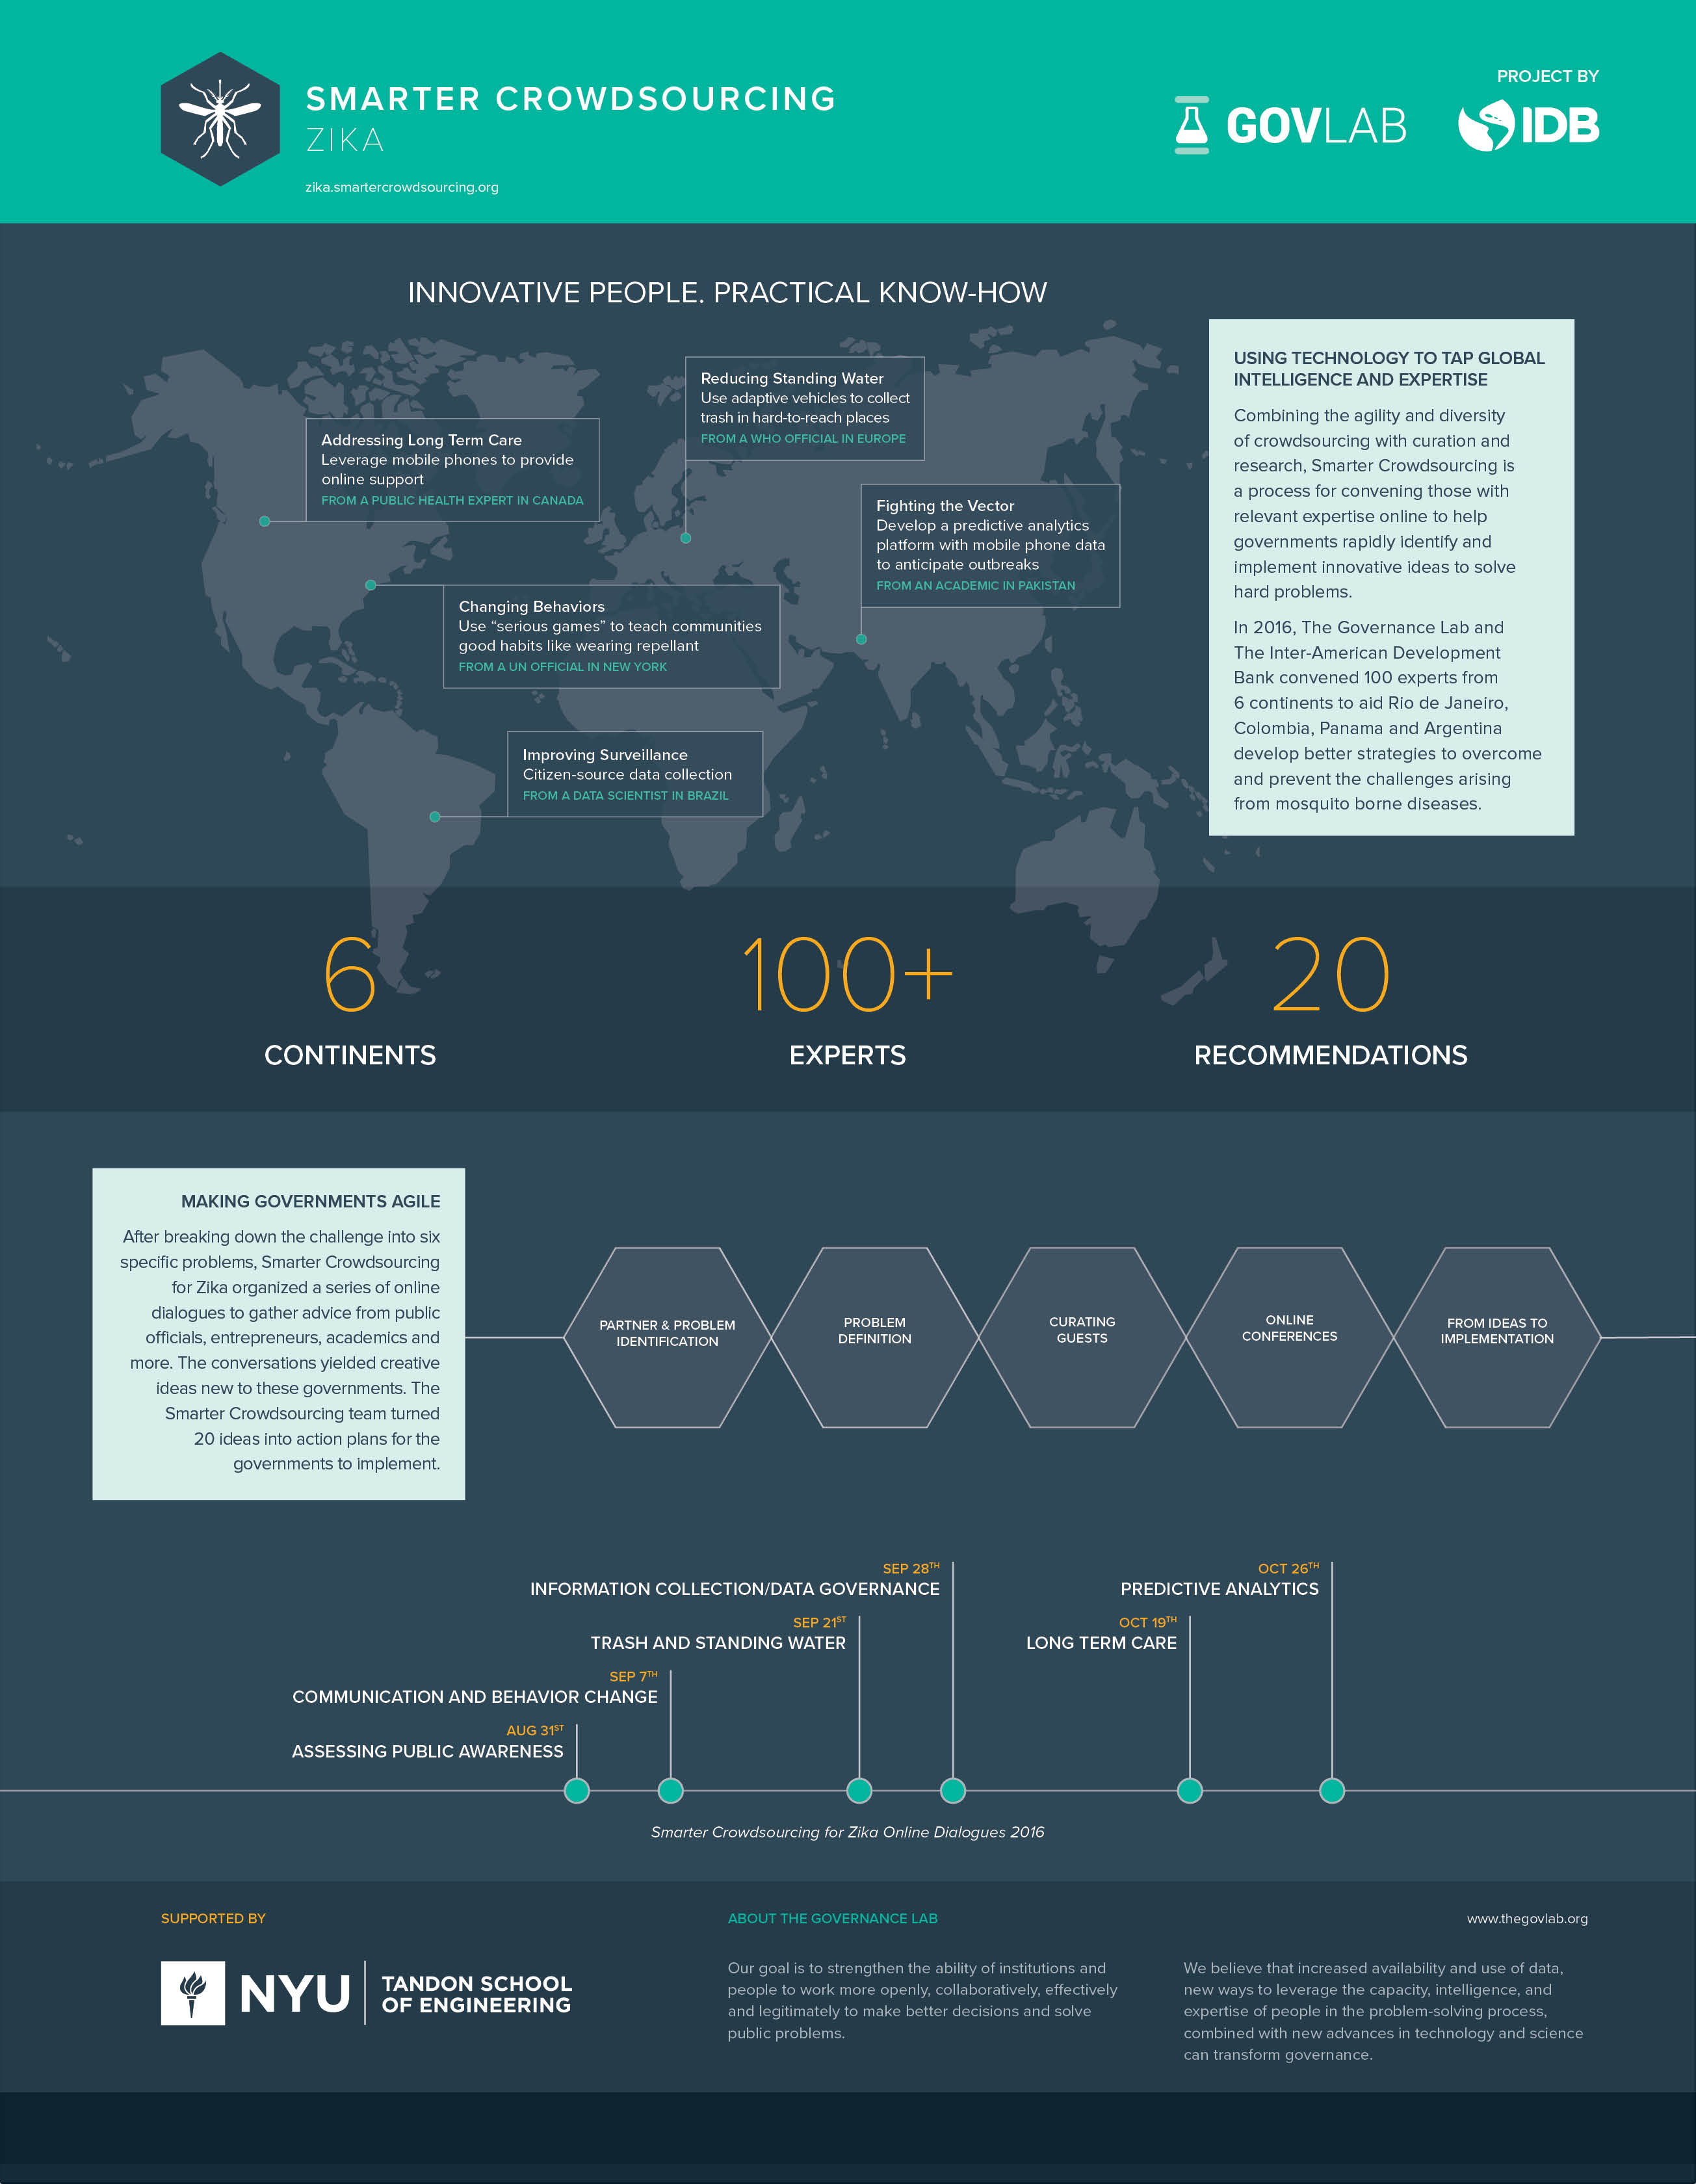 SMARTER CROWDSOURCING
ZIKA
zika.smartercrowdsourcing.org
PROJECT BY
GOVLAB
IDB
INNOVATIVE PEOPLE. PRACTICAL KNOW-HOW
Reducing Standing Water
Use adaptive vehicles to collect
trash in hard-to-reach places
FROM A WHO OFFICIAL IN EUROPE
Addressing Long Term Care
Leverage mobile phones to provide
online support
FROM A PUBLIC HEALTH EXPERT IN CANADA
Fighting the Vector
Develop a predictive analytics
platform with mobile phone data
to anticipate outbreaks
FROM AN ACADEMIC IN PAKISTAN
Changing Behaviors
Use “serious games” to teach communities
good habits like wearing repellant
FROM A UN OFFICIAL IN NEW YORK
Improving Surveillance
Citizen-source data collection
FROM A DATA SCIENTIST IN BRAZIL
USING TECHNOLOGY TO TAP GLOBAL
INTELLIGENCE AND EXPERTISE
Combining the agility and diversity
of crowdsourcing with curation and
research, Smarter Crowdsourcing is
a process for convening those with
relevant expertise online to help
governments rapidly identify and
implement innovative ideas to solve
hard problems.
In 2016, The Governance Lab and
The Inter-American Development
Bank convened 100 experts from
6 continents to aid Rio de Janeiro,
Colombia, Panama and Argentina
develop better strategies to overcome
and prevent the challenges arising
from mosquito borne diseases.
6
CONTINENTS
100+
EXPERTS
20
RECOMMENDATIONS
MAKING GOVERNMENTS AGILE
After breaking down the challenge into six
specific problems, Smarter Crowdsourcing
for Zika organized a series of online
dialogues to gather advice from public
officials, entrepreneurs, academics and
more. The conversations yielded creative
ideas new to these governments. The
Smarter Crowdsourcing team turned
20 ideas into action plans for the
governments to implement.
PARTNER & PROBLEM
IDENTIFICATION
PROBLEM
DEFINITION
CURATING
GUESTS
ONLINE
CONFERENCES
FROM IDEAS TO
IMPLEMENTATION
SEP 28TH
INFORMATION COLLECTION/DATA GOVERNANCE
OCT 26TH
PREDICTIVE ANALYTICS
SEP 21ST
TRASH AND STANDING WATER
OCT 19TH
LONG TERM CARE
SEP 7TH
COMMUNICATION AND BEHAVIOR CHANGE
AUG 31ST
ASSESSING PUBLIC AWARENESS
Smarter Crowdsourcing for Zika Online Dialogues 2016
SUPPORTED BY
NYU
TANDON SCHOOL
OF ENGINEERING
ABOUT THE GOVERNANCE LAB
Our goal is to strengthen the ability of institutions and
people to work more openly, collaboratively, effectively
and legitimately to make better decisions and solve
public problems.
www.thegovlab.org
We believe that increased availability and use of data,
new ways to leverage the capacity, intelligence, and
expertise of people in the problem-solving process,
combined with new advances in technology and science
can transform governance.